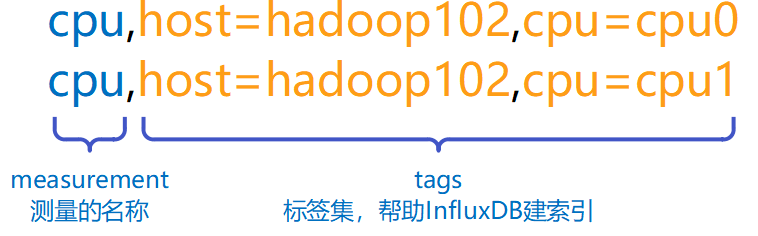 cpu,host=hadoop102,cpu=cpu0
cpu,host=hadoop102,cpu=cpu1
measurement tags
测量的名称 标签集，帮助InfluxDB建索引